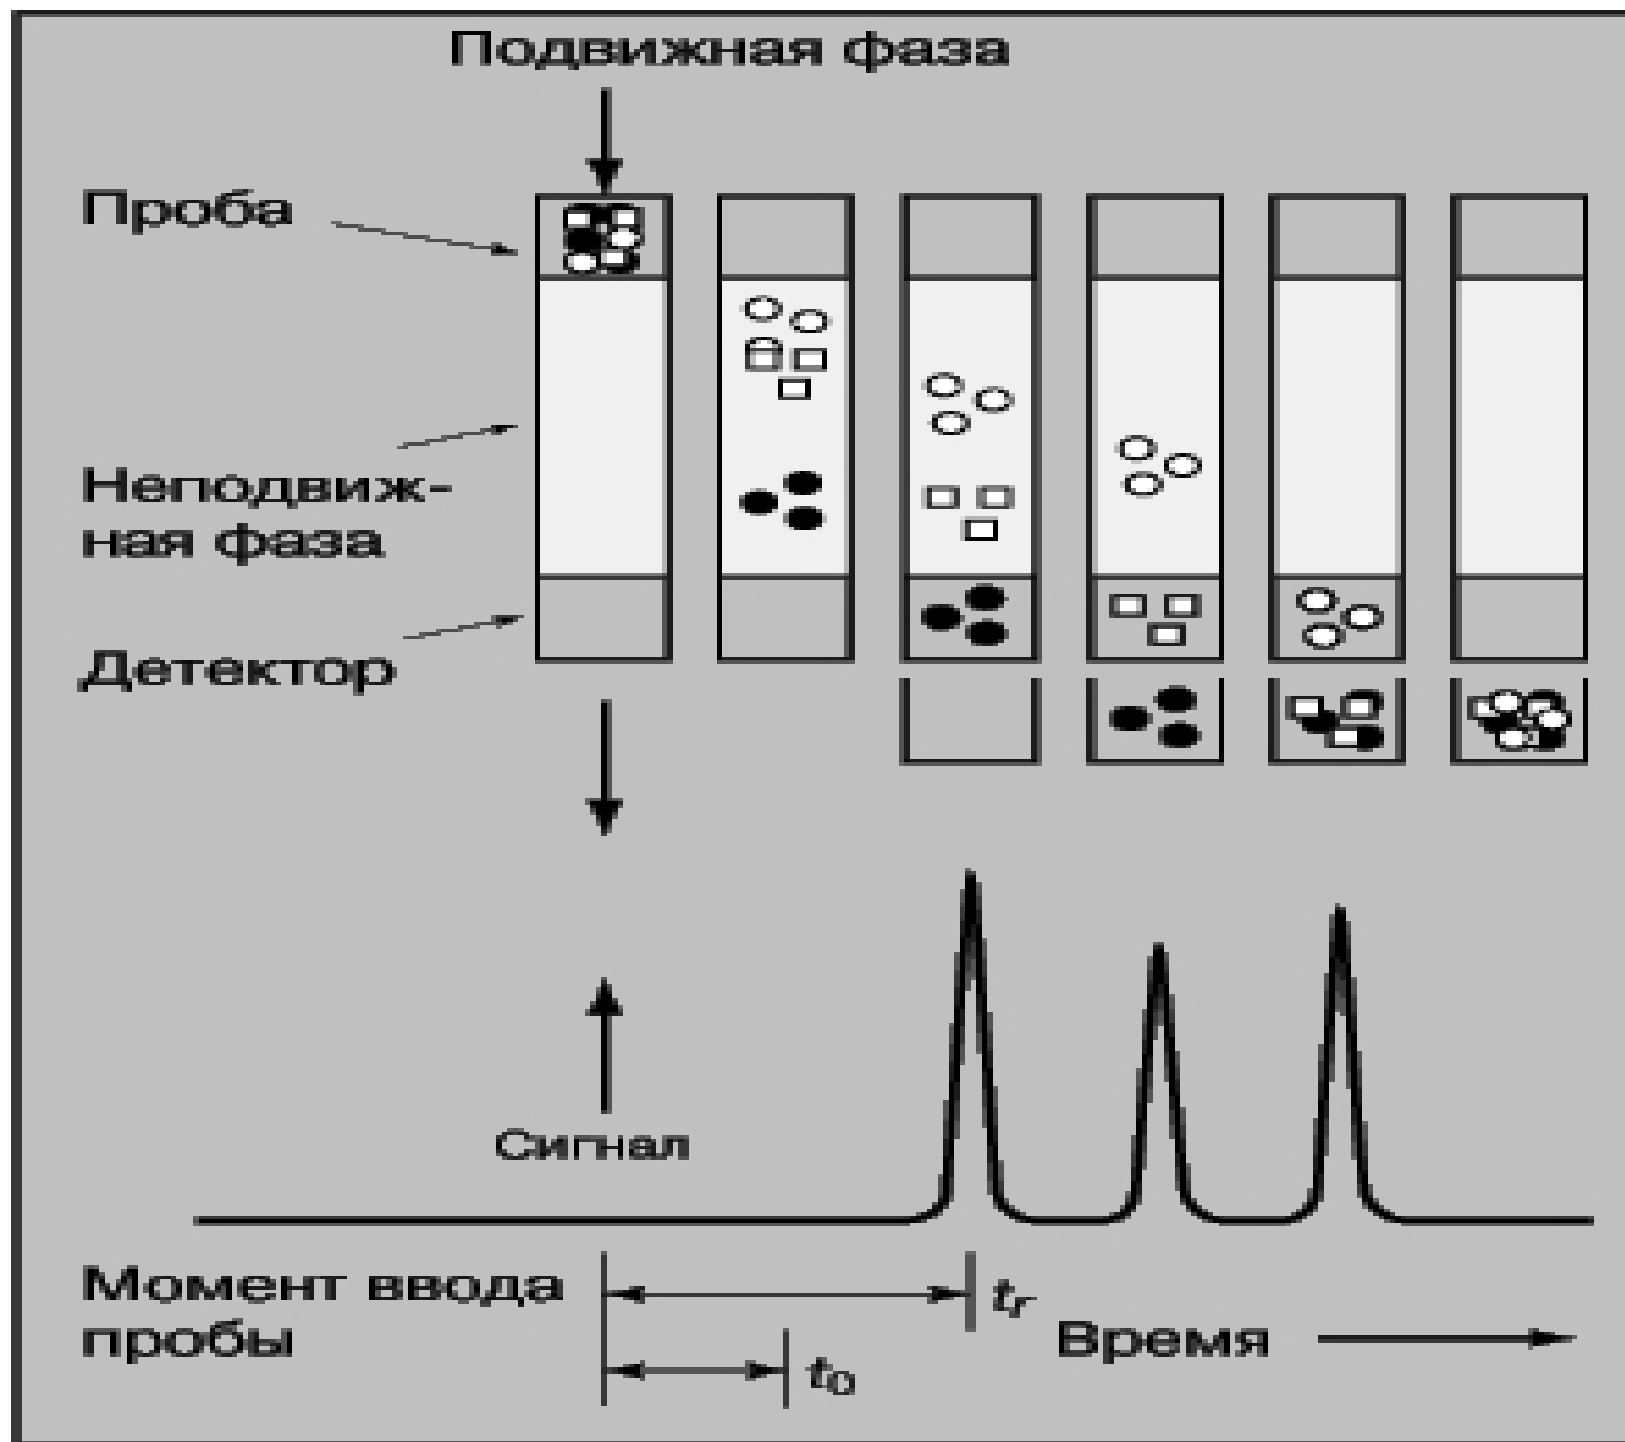 Подвижная фаза
Проба
Неподвиж-
ная фаза
Детектор
Сигнал
Момент ввода
пробы
tr
Время
t0